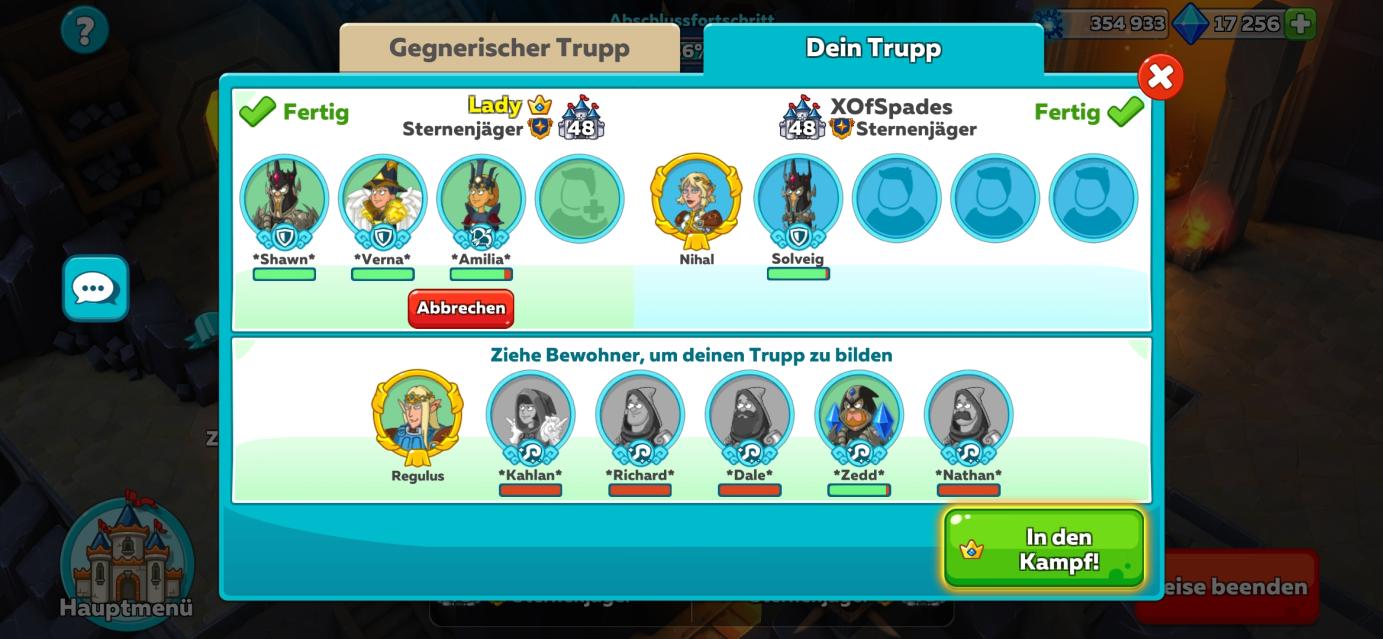 ?
Abschlussfortschritt
354 933
17 256
Gegnerischer Trupp
6%
Dein Trupp
Fertig
Lady
Sternenjäger
48
XOfSpades
48
Sternenjäger
Fertig
*Shawn*
*Verna*
*Amilia*
Nihal
Solveig
Abbrechen
Ziehe Bewohner, um deinen Trupp zu bilden
Regulus
*Kahlan*
*Richard*
*Dale*
*Zedd*
*Nathan*
In den
Kampf!
Hauptmenü
eise beenden